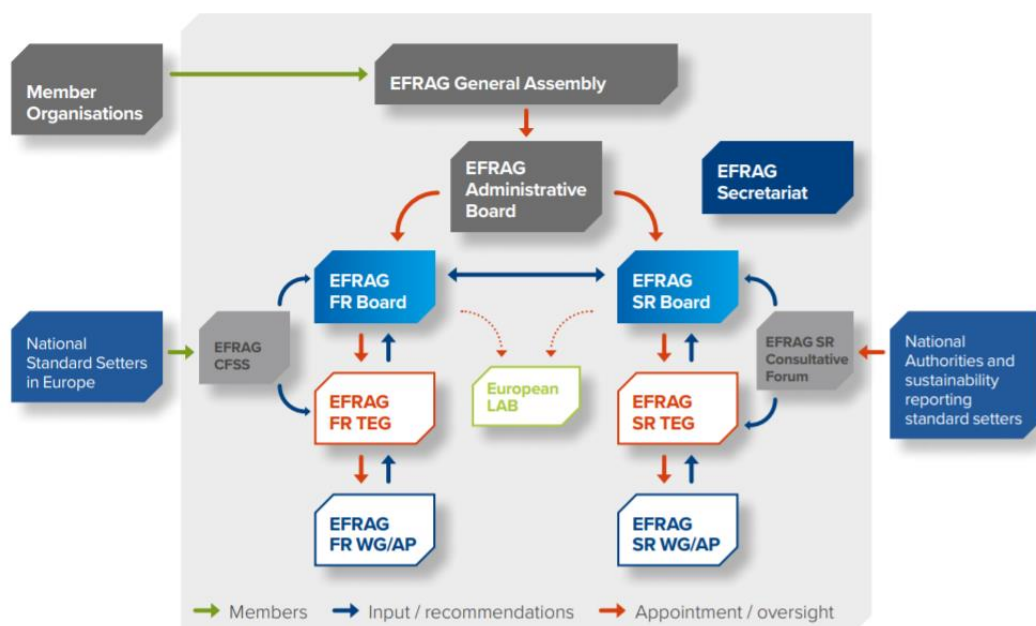 Member
Organisations
EFRAG General Assembly
EFRAG
Administrative
Board
EFRAG
Secretariat
EFRAG
FR Board
EFRAG
SR Board
National
Standard Setters
in Europe
EFRAG
CFSS
EFRAG SR
Consultative
Forum
National
Authorities and
sustainability
reporting
standard setters
EFRAG
FR TEG
European
LAB
EFRAG
SR TEG
EFRAG
FR WG/AP
EFRAG
SR WG/AP
Members
Input / recommendations
Appointment / oversight